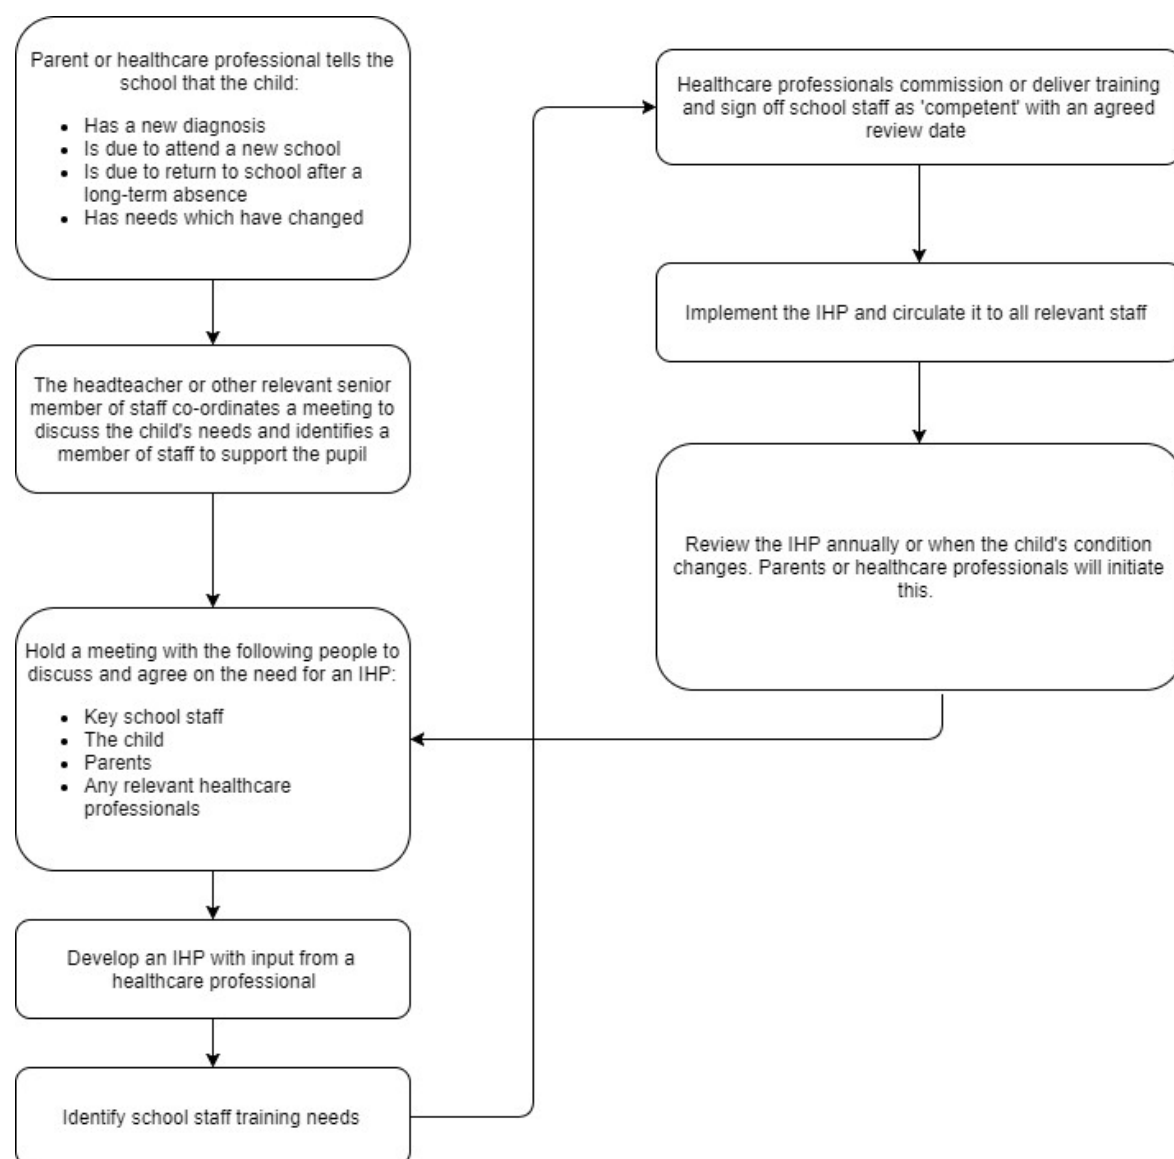 Parent or healthcare professional tells the
school that the child:
• Has a new diagnosis
• Is due to attend a new school
• Is due to return to school after a
long-term absence
• Has needs which have changed
The headteacher or other relevant senior
member of staff co-ordinates a meeting to
discuss the child's needs and identifies a
member of staff to support the pupil
Hold a meeting with the following people to
discuss and agree on the need for an IHP:
• Key school staff
• The child
• Parents
• Any relevant healthcare
professionals
Develop an IHP with input from a
healthcare professional
Identify school staff training needs
Healthcare professionals commission or deliver training
and sign off school staff as 'competent' with an agreed
review date
Implement the IHP and circulate it to all relevant staff
Review the IHP annually or when the child's condition
changes. Parents or healthcare professionals will initiate
this.